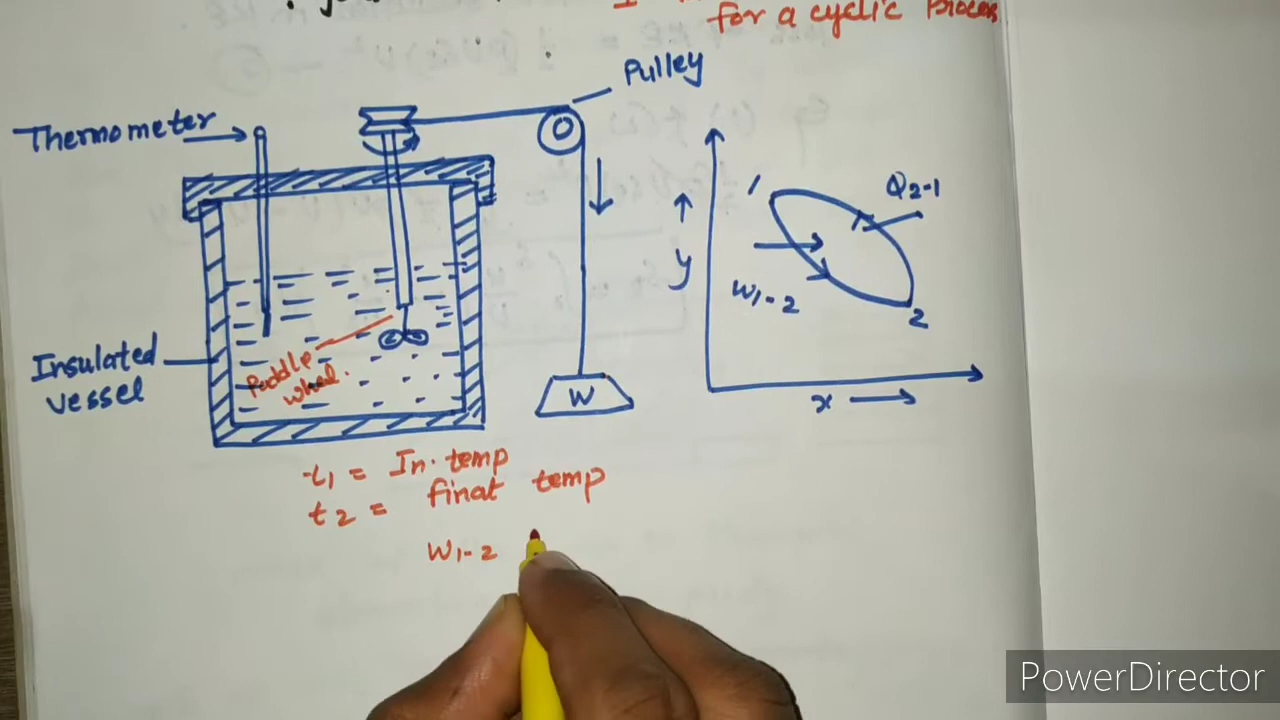 for a cyclic Process
Pulley
Thermometer
1
Q2-1
y
W1-2
2
Insulated
vessel
Paddle
wheel.
W
x
t1 = In. temp
t2 = final temp
W1-2
PowerDirector